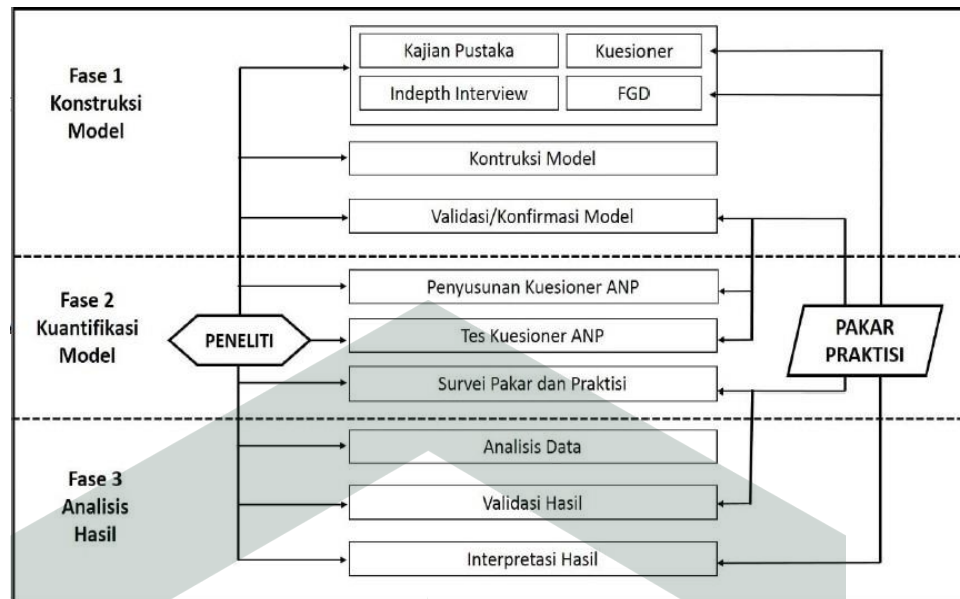 Fase 1
Konstruksi
Model
Kajian Pustaka
Kuesioner
Indepth Interview
FGD
Kontruksi Model
Validasi/Konfirmasi Model
Fase 2
Kuantifikasi
Model
PENELITI
Penyusunan Kuesioner ANP
Tes Kuesioner ANP
Survei Pakar dan Praktisi
PAKAR
PRAKTISI
Fase 3
Analisis
Hasil
Analisis Data
Validasi Hasil
Interpretasi Hasil